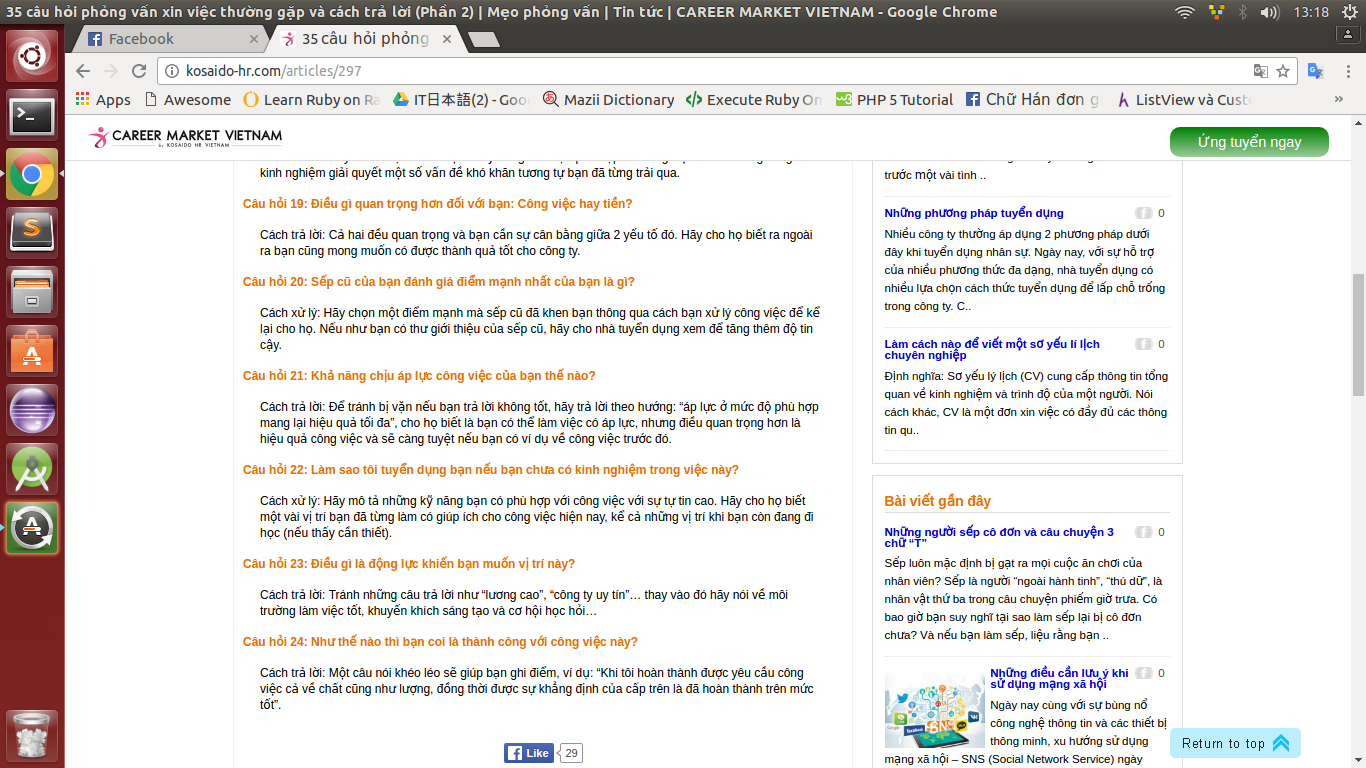 35 câu hỏi phỏng vấn xin việc thường gặp và cách trả lời (Phần 2) | Mẹo phỏng vấn | Tin tức | CAREER MARKET VIETNAM - Google Chrome
13:18
Facebook
35 câu hỏi phỏng
kosaido-hr.com/articles/297
Apps
Awesome
Learn Ruby on Ra
IT日本語(2) - Goo
Mazii Dictionary
Execute Ruby On
PHP 5 Tutorial
Chữ Hán đơn g
ListView và Cust
»
CAREER MARKET VIETNAM
by KOSAIDO HR VIETNAM
Ứng tuyển ngay
kinh nghiệm giải quyết một số vấn đề khó khăn tương tự bạn đã từng trải qua.
Câu hỏi 19: Điều gì quan trọng hơn đối với bạn: Công việc hay tiền?
Cách trả lời: Cả hai đều quan trọng và bạn cần sự cân bằng giữa 2 yếu tố đó. Hãy cho họ biết ra ngoài
ra bạn cũng mong muốn có được thành quả tốt cho công ty.
Câu hỏi 20: Sếp cũ của bạn đánh giá điểm mạnh nhất của bạn là gì?
Cách xử lý: Hãy chọn một điểm mạnh mà sếp cũ đã khen bạn thông qua cách bạn xử lý công việc để kể
lại cho họ. Nếu như bạn có thư giới thiệu của sếp cũ, hãy cho nhà tuyển dụng xem để tăng thêm độ tin
cậy.
Câu hỏi 21: Khả năng chịu áp lực công việc của bạn thế nào?
Cách trả lời: Để tránh bị vặn nếu bạn trả lời không tốt, hãy trả lời theo hướng: “áp lực ở mức độ phù hợp
mang lại hiệu quả tối đa”, cho họ biết là bạn có thể làm việc có áp lực, nhưng điều quan trọng hơn là
hiệu quả công việc và sẽ càng tuyệt nếu bạn có ví dụ về công việc trước đó.
Câu hỏi 22: Làm sao tôi tuyển dụng bạn nếu bạn chưa có kinh nghiệm trong việc này?
Cách xử lý: Hãy mô tả những kỹ năng bạn có phù hợp với công việc với sự tự tin cao. Hãy cho họ biết
một vài vị trí bạn đã từng làm có giúp ích cho công việc hiện nay, kể cả những vị trí khi bạn còn đang đi
học (nếu thấy cần thiết).
Câu hỏi 23: Điều gì là động lực khiến bạn muốn vị trí này?
Cách trả lời: Tránh những câu trả lời như “lương cao”, “công ty uy tín”… thay vào đó hãy nói về môi
trường làm việc tốt, khuyến khích sáng tạo và cơ hội học hỏi…
Câu hỏi 24: Như thế nào thì bạn coi là thành công với công việc này?
Cách trả lời: Một câu nói khéo léo sẽ giúp bạn ghi điểm, ví dụ: “Khi tôi hoàn thành được yêu cầu công
việc cả về chất cũng như lượng, đồng thời được sự khẳng định của cấp trên là đã hoàn thành trên mức
tốt”.
Like
29
trước một vài tình ..
Những phương pháp tuyển dụng
0
Nhiều công ty thường áp dụng 2 phương pháp dưới
đây khi tuyển dụng nhân sự. Ngày nay, với sự hỗ trợ
của nhiều phương thức đa dạng, nhà tuyển dụng có
nhiều lựa chọn cách thức tuyển dụng để lấp chỗ trống
trong công ty. C..
Làm cách nào để viết một sơ yếu lí lịch
chuyên nghiệp
0
Định nghĩa: Sơ yếu lý lịch (CV) cung cấp thông tin tổng
quan về kinh nghiệm và trình độ của một người. Nói
cách khác, CV là một đơn xin việc có đầy đủ các thông
tin qu..
Bài viết gần đây
Những người sếp cô đơn và câu chuyện 3
chữ “T”
0
Sếp luôn mặc định bị gạt ra mọi cuộc ăn chơi của
nhân viên? Sếp là người “ngoài hành tinh”, “thú dữ”, là
nhân vật thứ ba trong câu chuyện phiếm giờ trưa. Có
bao giờ bạn suy nghĩ tại sao làm sếp lại bị cô đơn
chưa? Và nếu bạn làm sếp, liệu rằng bạn ..
Những điều cần lưu ý khi
sử dụng mạng xã hội
0
SNS
Ngày nay cùng với sự bùng nổ
công nghệ thông tin và các thiết bị
thông minh, xu hướng sử dụng
mạng xã hội – SNS (Social Network Service) ngày
Return to top